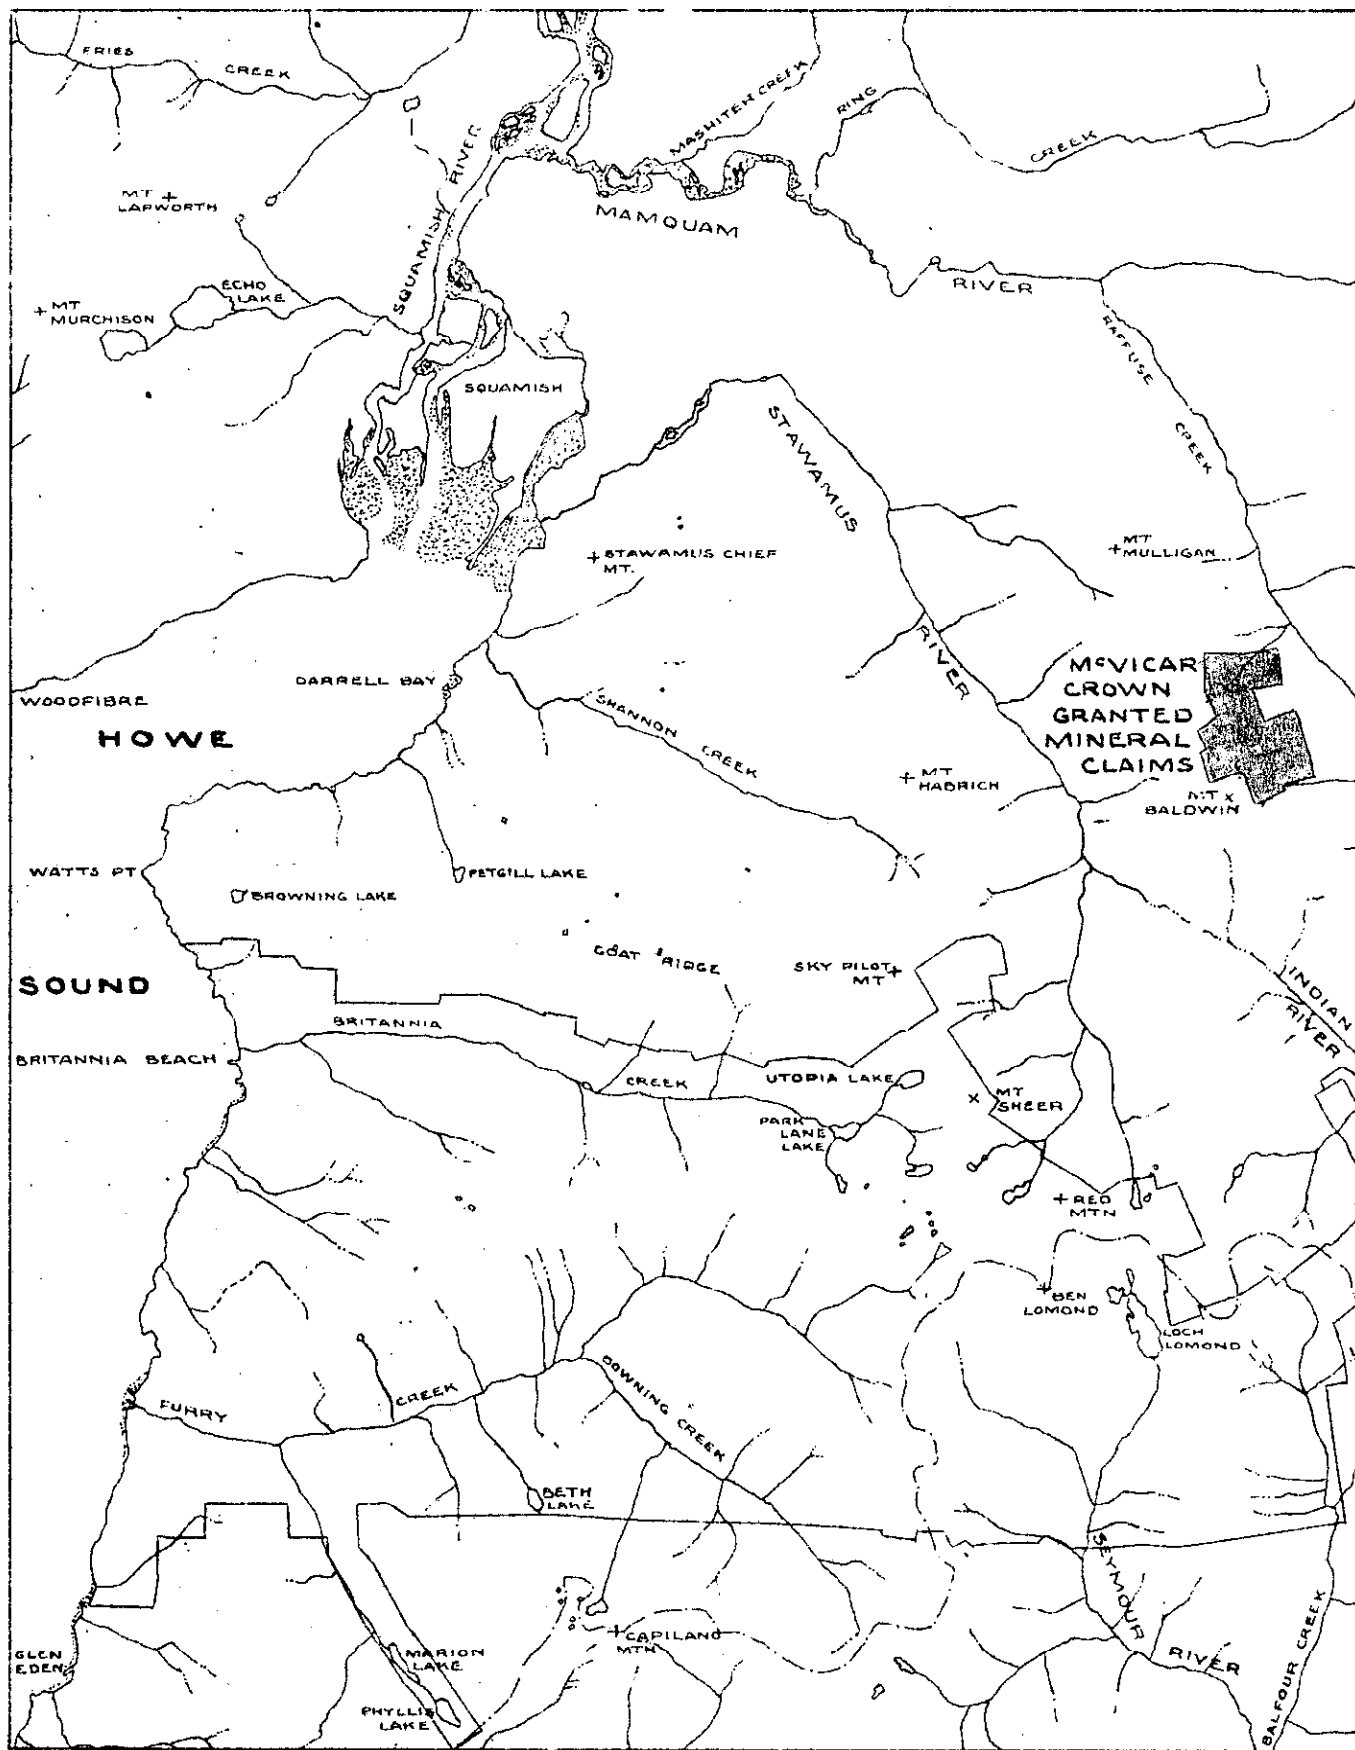 FRIES
CREEK
MASHITER CREEK
RING
CREEK
SQUAMISH RIVER
MT
LAPWORTH
MAMQUAM
RIVER
ECHO
LAKE
MT
MURCHISON
RAFFUSE
CREEK
SQUAMISH
STAWAMUS
RIVER
STAWAMUS CHIEF
MT.
MT
MULLIGAN
DARRELL BAY
WOODFIBRE
HOWE
SHANNON CREEK
McVICAR
CROWN
GRANTED
MINERAL
CLAIMS
MT
HABRICH
MT
BALDWIN
WATTS PT
PETGILL LAKE
BROWNING LAKE
GOAT RIDGE
SKY PILOT
MT
SOUND
INDIAN
RIVER
BRITANNIA
CREEK
BRITANNIA BEACH
UTOPIA LAKE
MT
SHEER
PARK
LANE
LAKE
RED
MTN
BEN
LOMOND
LOCH
LOMOND
FURRY
CREEK
DOWNING CREEK
BETH
LAKE
SEYMOUR
RIVER
BALFOUR CREEK
CAPILANO
MTN
GLEN
EDEN
MARION
LAKE
PHYLLIS
LAKE